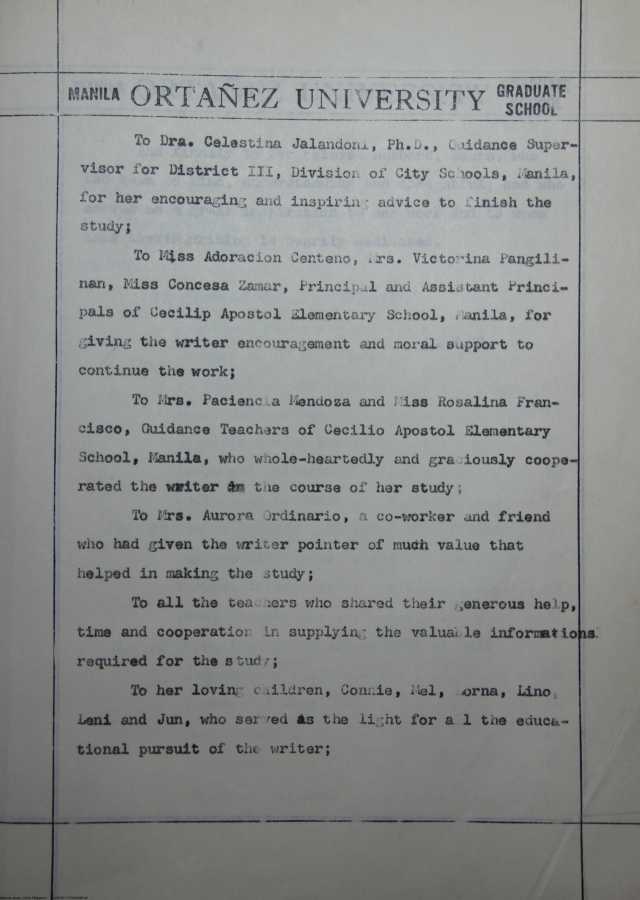 MANILA ORTAÑEZ UNIVERSITY GRADUATE SCHOOL
To Dra. Celestina Jalandoni, Ph.D., Guidance Super-
visor for District III, Division of City Schools, Manila,
for her encouraging and inspiring advice to finish the
study;
To Miss Adoracion Centeno, Mrs. Victorina Pangili-
nan, Miss Concesa Zamar, Principal and Assistant Princi-
pals of Cecilip Apostol Elementary School, Manila, for
giving the writer encouragement and moral support to
continue the work;
To Mrs. Paciencia Mendoza and Miss Rosalina Fran-
cisco, Guidance Teachers of Cecilio Apostol Elementary
School, Manila, who whole-heartedly and graciously coope-
rated the writer in the course of her study;
To Mrs. Aurora Ordinario, a co-worker and friend
who had given the writer pointer of much value that
helped in making the study;
To all the teachers who shared their generous help,
time and cooperation in supplying the valuable informations
required for the study;
To her loving children, Connie, Mel, Lorna, Lino,
Leni and Jun, who served as the light for all the educa-
tional pursuit of the writer;